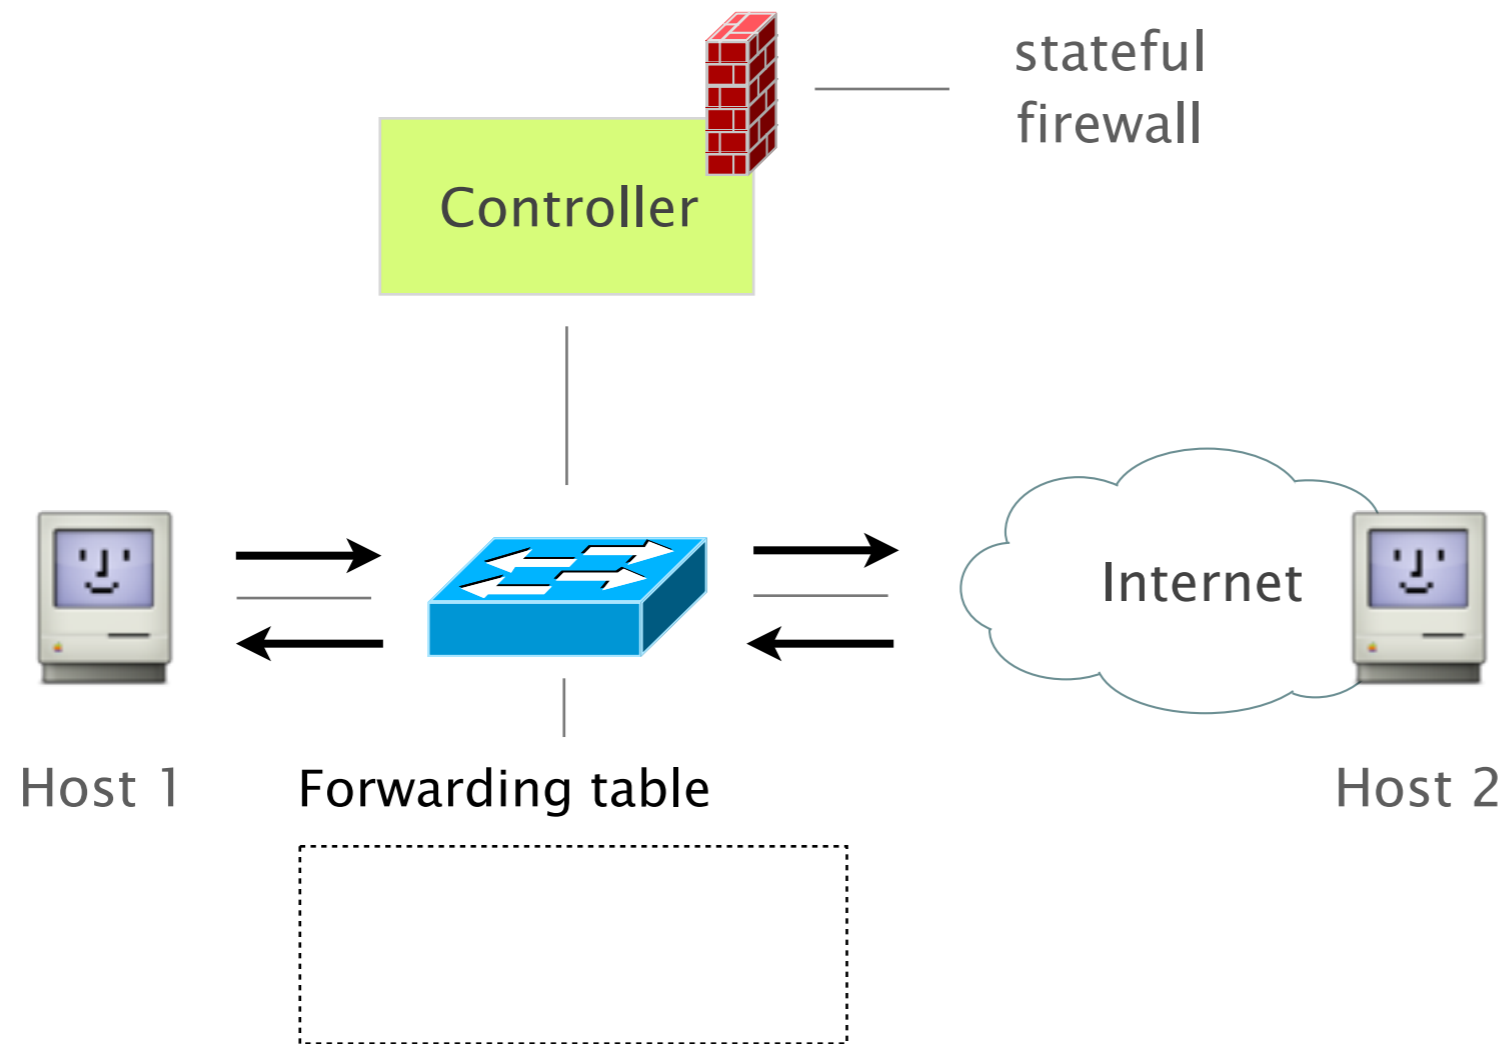 stateful
firewall
Controller
Internet
Host 1
Forwarding table
Host 2